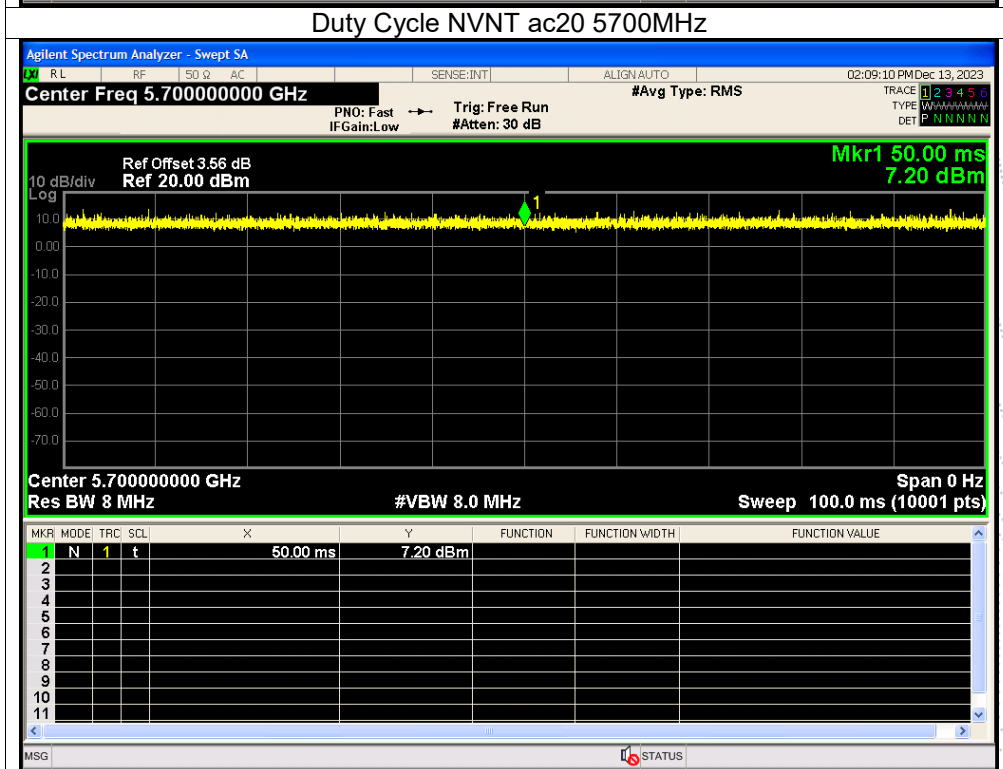 Duty Cycle NVNT ac20 5700MHz
Agilent Spectrum Analyzer - Swept SA
LXI RL RF 50 Ω AC SENSE:INT ALIGN AUTO 02:09:10 PM Dec 13, 2023
Center Freq 5.700000000 GHz #Avg Type: RMS TRACE 1 2 3 4 5 6
PNO: Fast Trig: Free Run TYPE WWWWWW
IFGain:Low #Atten: 30 dB DET P N N N N N
Ref Offset 3.56 dB Mkr1 50.00 ms
10 dB/div Ref 20.00 dBm 7.20 dBm
Log
1
10.0
0.00
-10.0
-20.0
-30.0
-40.0
-50.0
-60.0
-70.0
Center 5.700000000 GHz Span 0 Hz
Res BW 8 MHz #VBW 8.0 MHz Sweep 100.0 ms (10001 pts)
MKR MODE TRC SCL X Y FUNCTION FUNCTION WIDTH FUNCTION VALUE
1 N 1 t 50.00 ms 7.20 dBm
2
3
4
5
6
7
8
9
10
11
MSG STATUS